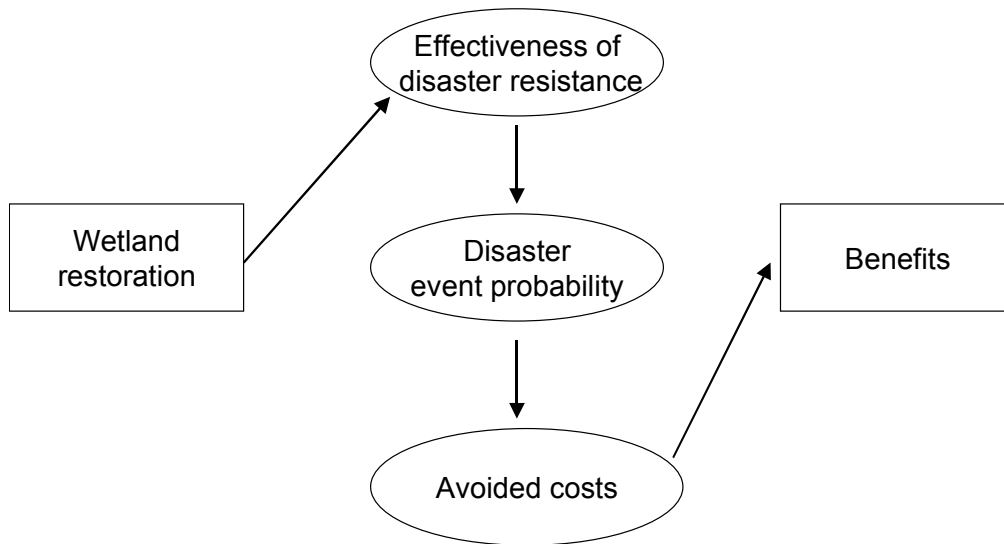 Effectiveness of
disaster resistance
Wetland
restoration
Disaster
event probability
Benefits
Avoided costs